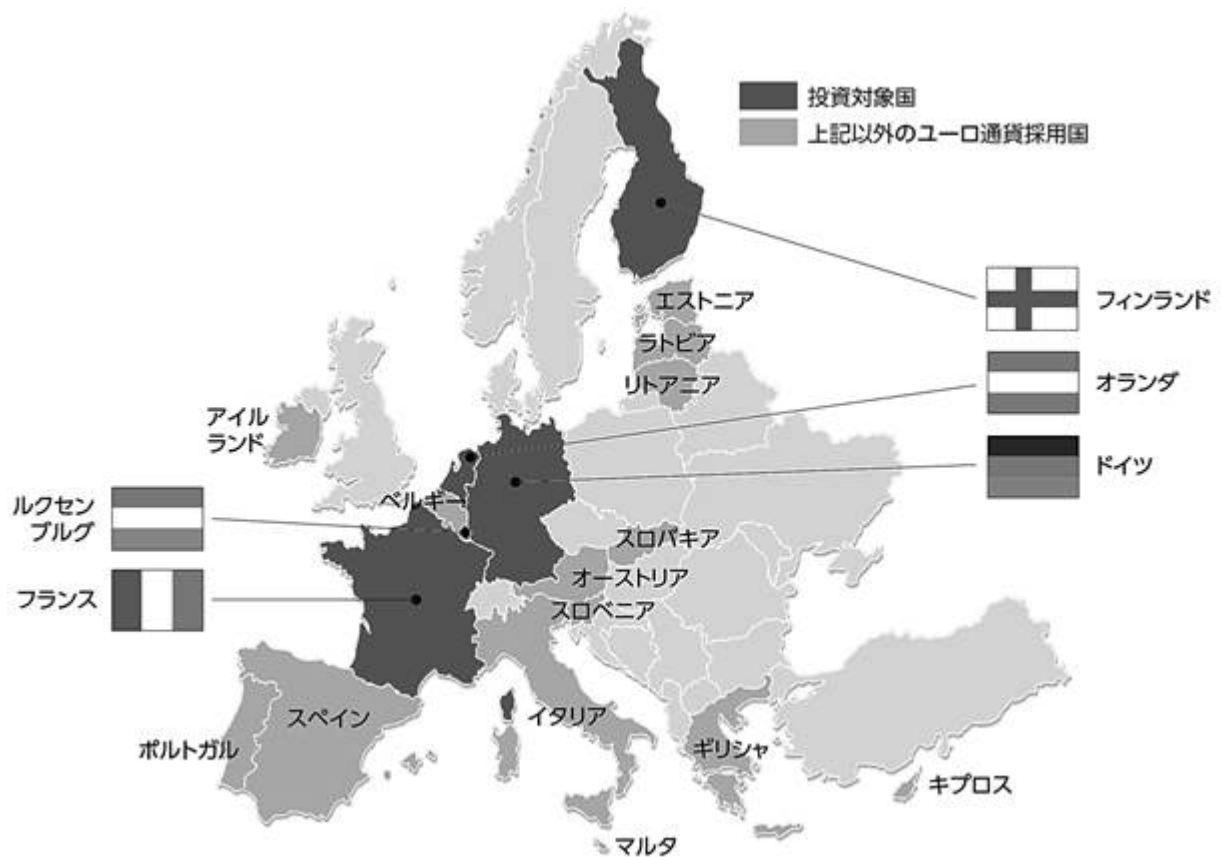 投資対象国
上記以外のユーロ通貨採用国
フィンランド
エストニア
ラトビア
リトアニア
オランダ
アイル
ランド
ドイツ
ベルギー
ルクセン
ブルグ
スロバキア
オーストリア
フランス
スロベニア
スペイン
イタリア
ポルトガル
ギリシャ
キプロス
マルタ